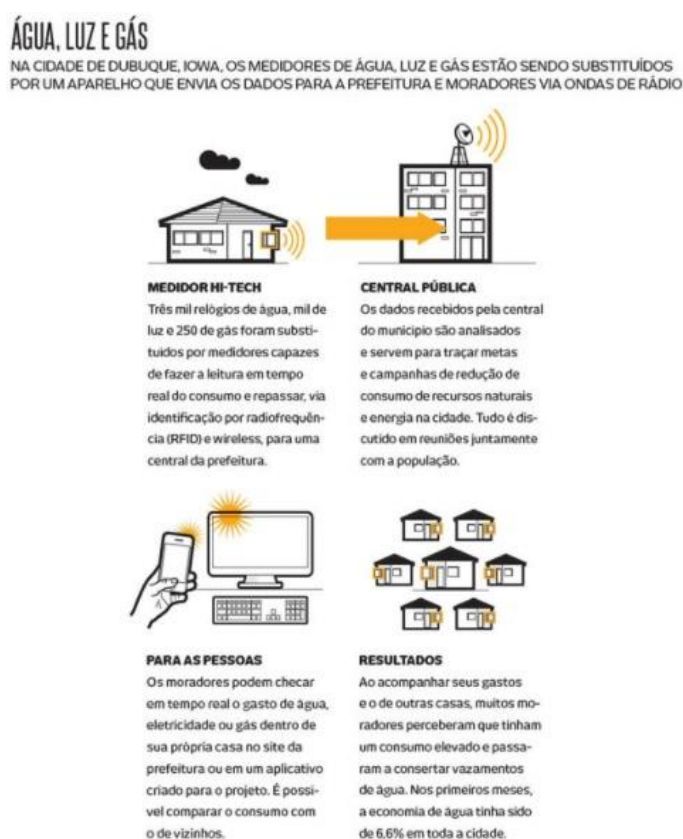 ÁGUA, LUZ E GÁS
NA CIDADE DE DUBUQUE, IOWA, OS MEDIDORES DE ÁGUA, LUZ E GÁS ESTÃO SENDO SUBSTITUÍDOS
POR UM APARELHO QUE ENVIA OS DADOS PARA A PREFEITURA E MORADORES VIA ONDAS DE RÁDIO
MEDIDOR HI-TECH
Três mil relógios de água, mil de
luz e 250 de gás foram substi-
tuídos por medidores capazes
de fazer a leitura em tempo
real do consumo e repassar, via
identificação por radiofrequên-
cia (RFID) e wireless, para uma
central da prefeitura.
CENTRAL PÚBLICA
Os dados recebidos pela central
do município são analisados
e servem para traçar metas
e campanhas de redução de
consumo de recursos naturais
e energia na cidade. Tudo é dis-
cutido em reuniões juntamente
com a população.
PARA AS PESSOAS
Os moradores podem checar
em tempo real o gasto de água,
eletricidade ou gás dentro de
sua própria casa no site da
prefeitura ou em um aplicativo
criado para o projeto. É possí-
vel comparar o consumo com
o de vizinhos.
RESULTADOS
Ao acompanhar seus gastos
e o de outras casas, muitos mo-
radores perceberam que tinham
um consumo elevado e passa-
ram a consertar vazamentos
de água. Nos primeiros meses,
a economia de água tinha sido
de 6,6% em toda a cidade.